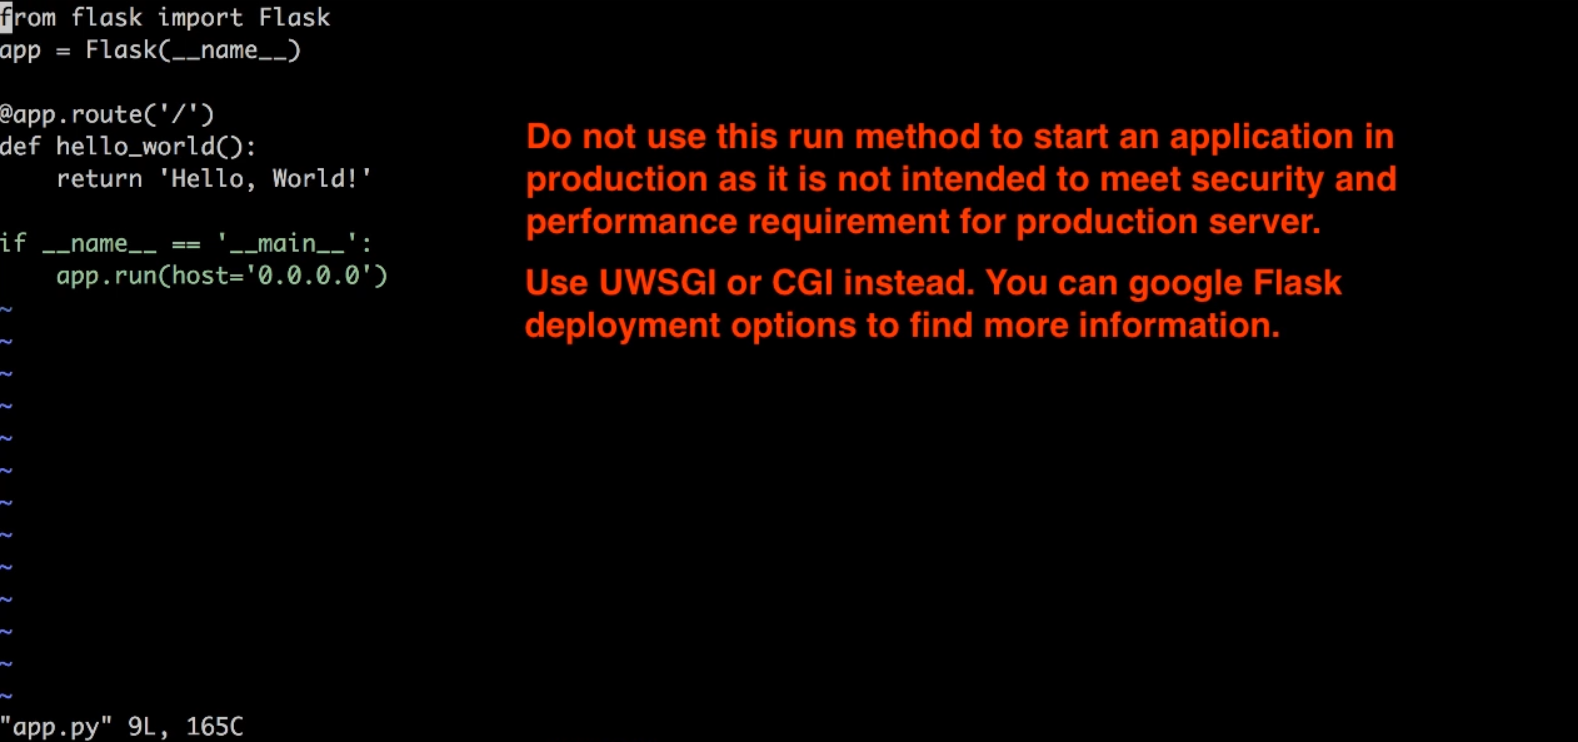 from flask import Flask
app = Flask(__name__)
@app.route('/')
def hello_world():
    return 'Hello, World!'
if __name__ == '__main__':
    app.run(host='0.0.0.0')
Do not use this run method to start an application in
production as it is not intended to meet security and
performance requirement for production server.
Use UWSGI or CGI instead. You can google Flask
deployment options to find more information.
~
~
~
~
~
~
~
~
~
~
~
~
~
"app.py" 9L, 165C